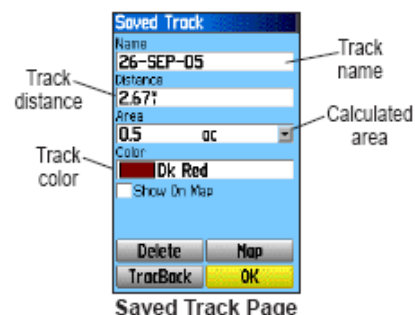 Saved Track
Name
26-SEP-05
Distance
2.67
Area
0.5 ac
Color
Dk Red
Show On Map
Delete Map
TracBack OK
Track name
Track distance
Calculated area
Track color
Saved Track Page